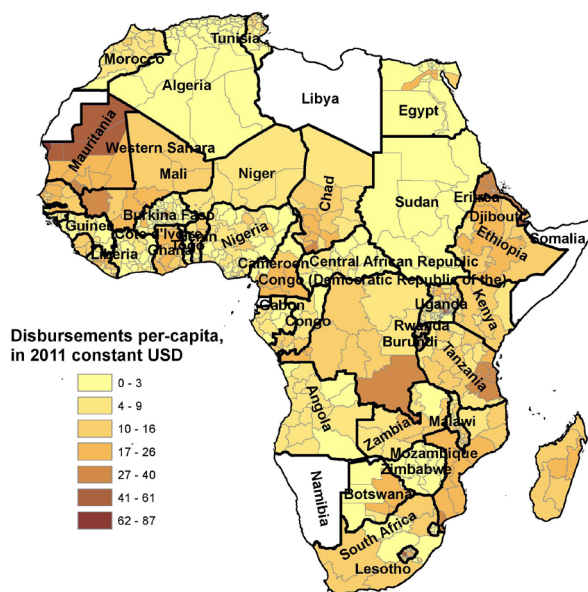 Tunisia
Morocco
Algeria
Libya
Egypt
Mauritania
Western Sahara
Mali
Niger
Chad
Sudan
Eritrea
Djibouti
Burkina Faso
Guinea
Nigeria
Ethiopia
Somalia
Cote d'Ivoire
Togo
Liberia
Ghana
Cameroon
Central African Republic
Congo (Democratic Republic of the)
Uganda
Kenya
Gabon
Congo
Rwanda
Burundi
Tanzania
Disbursements per-capita,
in 2011 constant USD
0 - 3
4 - 9
10 - 16
17 - 26
27 - 40
41 - 61
62 - 87
Angola
Zambia
Malawi
Mozambique
Zimbabwe
Namibia
Botswana
South Africa
Lesotho